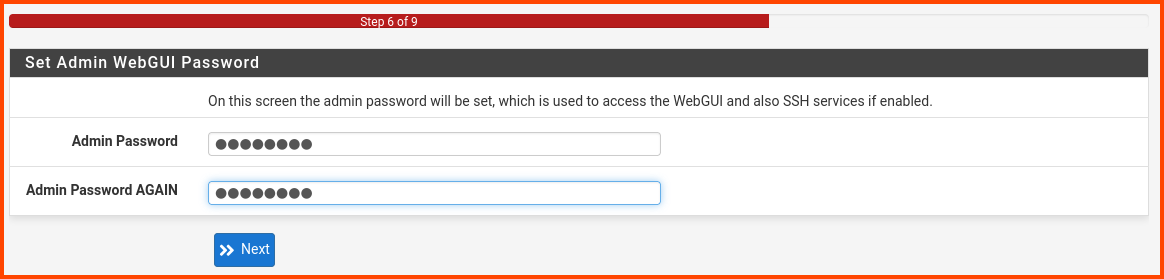 Step 6 of 9
Set Admin WebGUI Password
On this screen the admin password will be set, which is used to access the WebGUI and also SSH services if enabled.
Admin Password ●●●●●●●●
Admin Password AGAIN ●●●●●●●●
Next